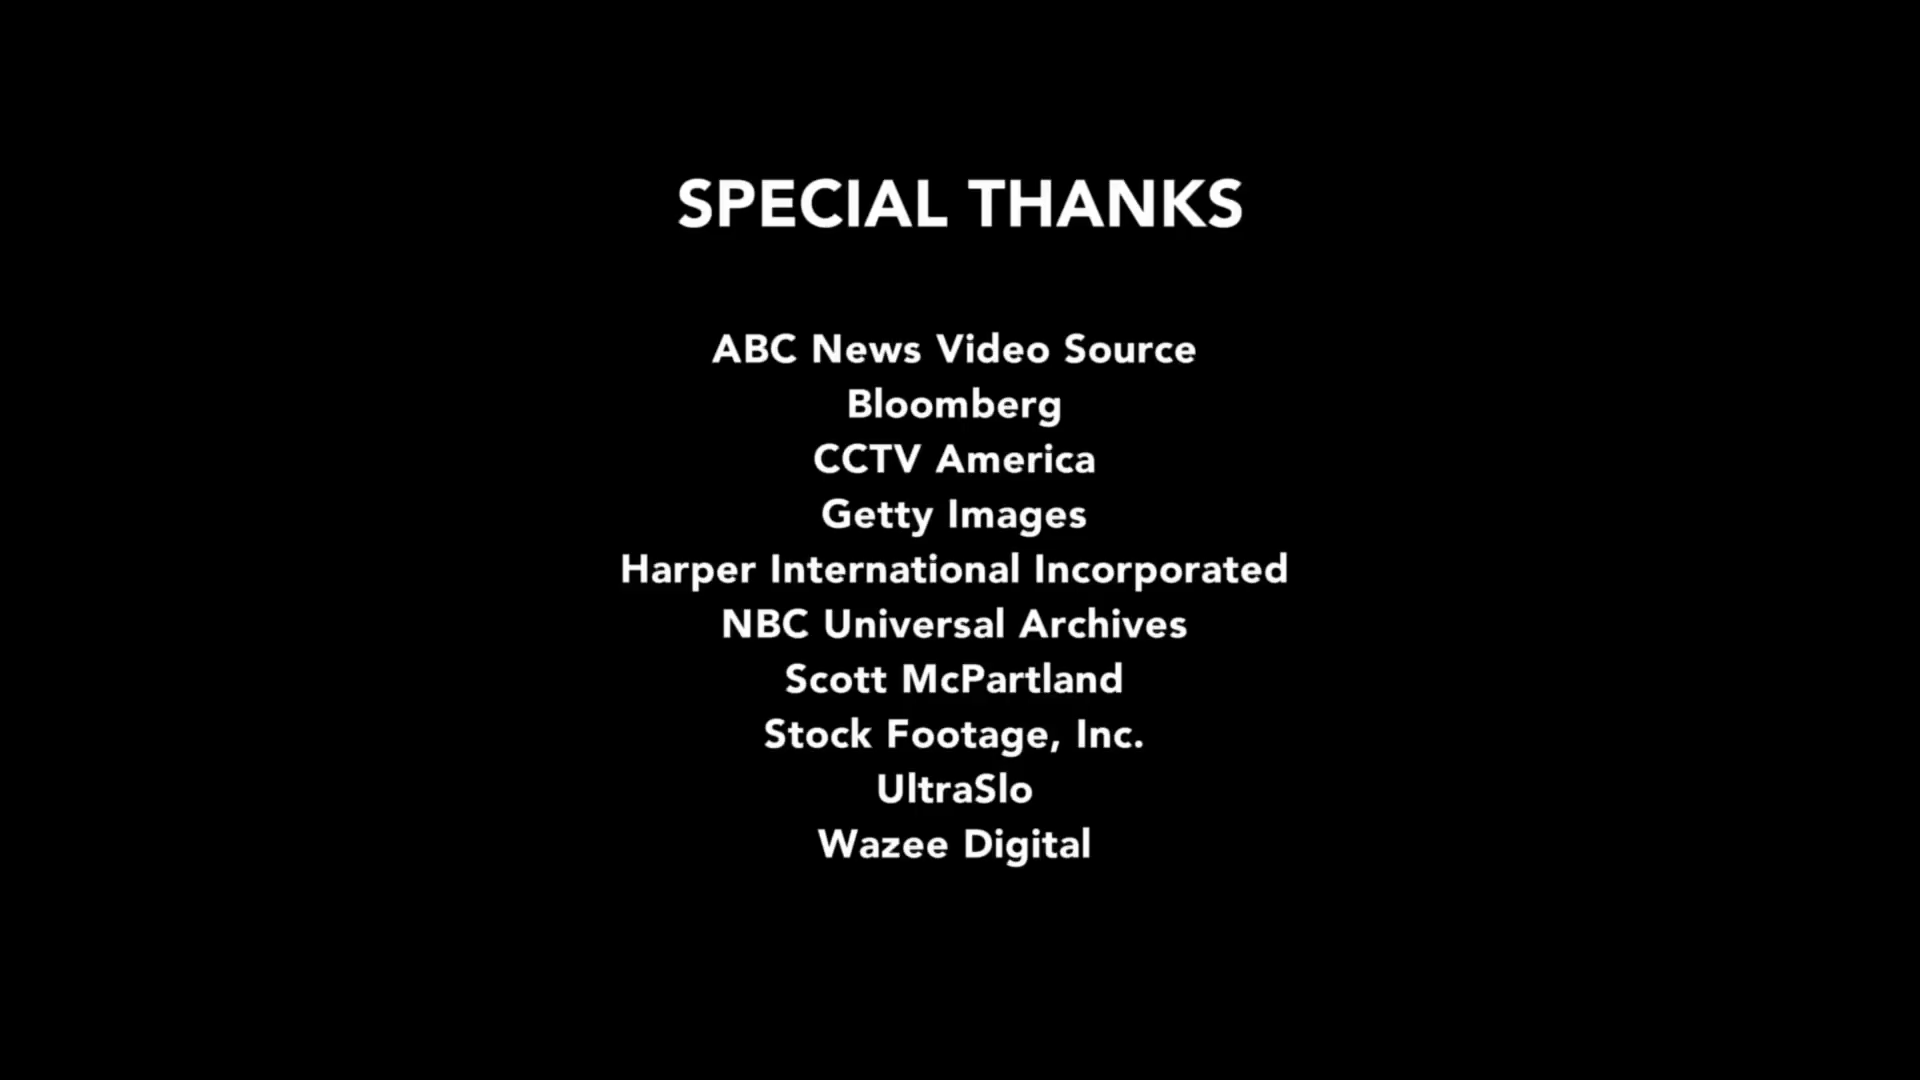 SPECIAL THANKS
ABC News Video Source
Bloomberg
CCTV America
Getty Images
Harper International Incorporated
NBC Universal Archives
Scott McPartland
Stock Footage, Inc.
UltraSlo
Wazee Digital